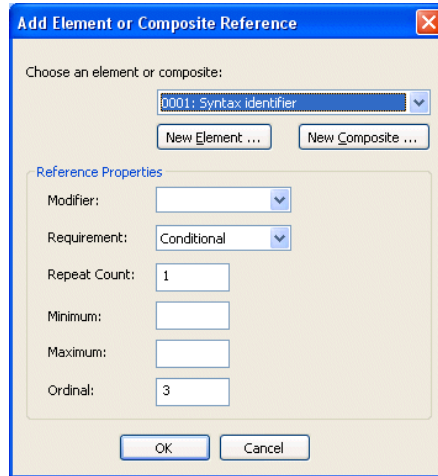 Add Element or Composite Reference
Choose an element or composite:
0001: Syntax identifier
New Element ...
New Composite ...
Reference Properties
Modifier:
Requirement: Conditional
Repeat Count: 1
Minimum:
Maximum:
Ordinal: 3
OK
Cancel